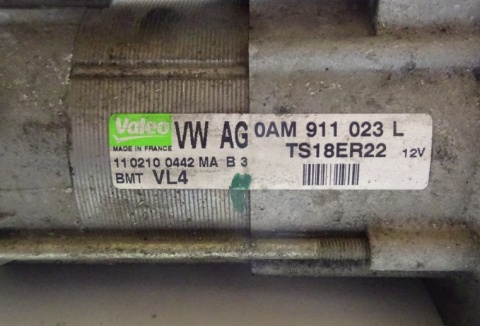 Valeo VW AG 0AM 911 023 L
MADE IN FRANCE TS18ER22 12V
110210 0442 MA B 3
BMT VL4